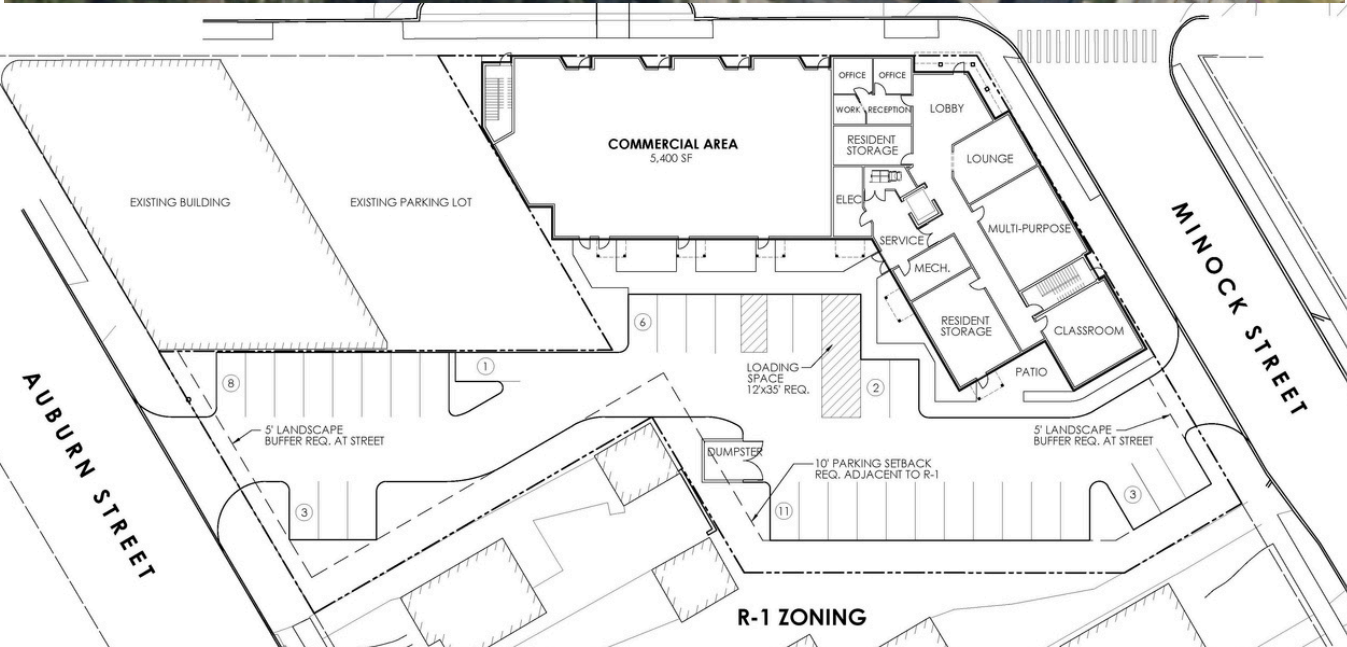 OFFICE
OFFICE
WORK
RECEPTION
LOBBY
COMMERCIAL AREA
5,400 SF
RESIDENT
STORAGE
LOUNGE
EXISTING BUILDING
EXISTING PARKING LOT
ELEC
MULTI-PURPOSE
SERVICE
MECH.
MINOCK STREET
RESIDENT
STORAGE
CLASSROOM
6
1
LOADING
SPACE
12'x35' REQ.
PATIO
8
2
AUBURN STREET
5' LANDSCAPE
BUFFER REQ. AT STREET
5' LANDSCAPE
BUFFER REQ. AT STREET
DUMPSTER
10' PARKING SETBACK
REQ. ADJACENT TO R-1
3
11
3
R-1 ZONING